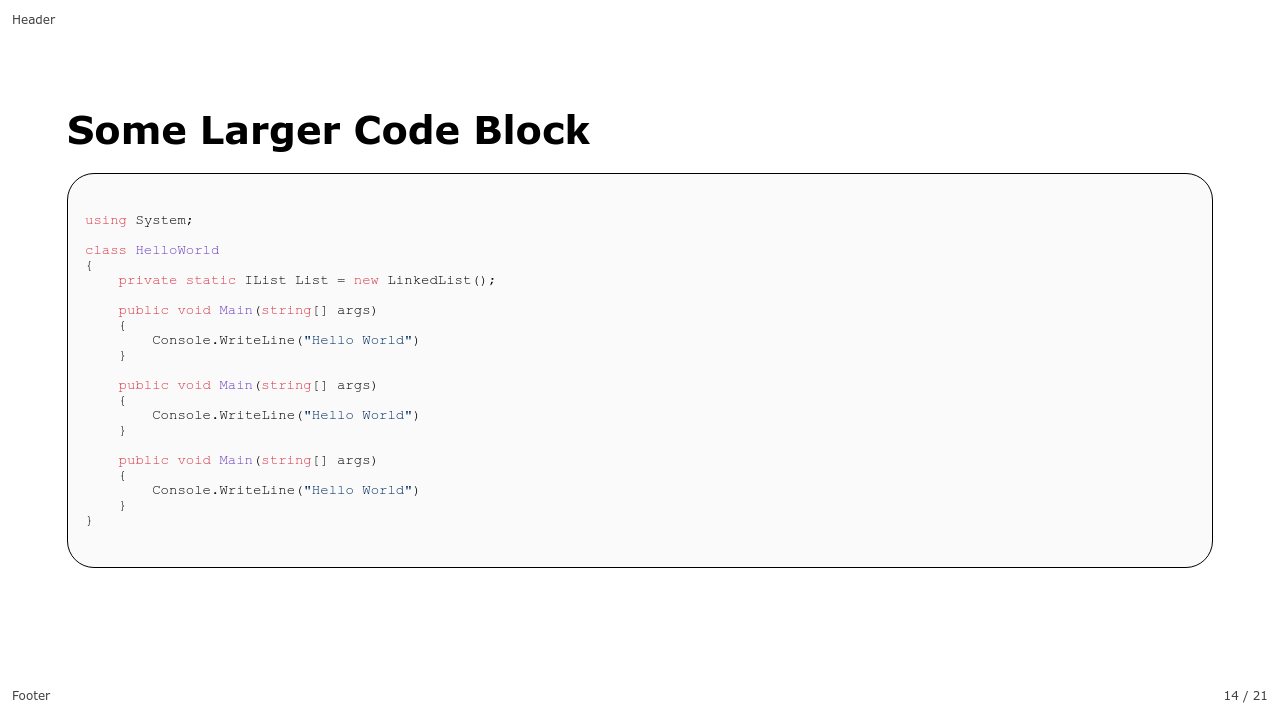 Header
Some Larger Code Block
using System;
class HelloWorld
{
    private static IList List = new LinkedList();
    public void Main(string[] args)
    {
        Console.WriteLine("Hello World")
    }
    public void Main(string[] args)
    {
        Console.WriteLine("Hello World")
    }
    public void Main(string[] args)
    {
        Console.WriteLine("Hello World")
    }
}
Footer
14 / 21